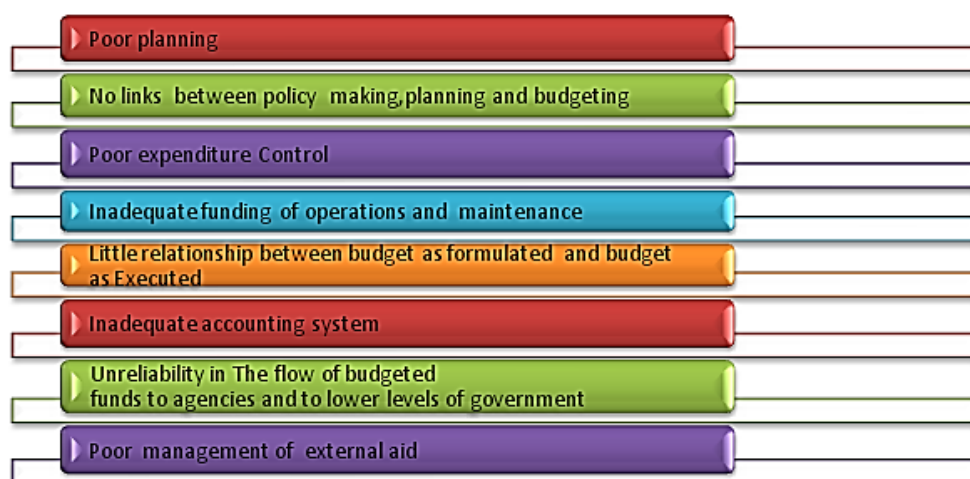 Poor planning
No links between policy making,planning and budgeting
Poor expenditure Control
Inadequate funding of operations and maintenance
Little relationship between budget as formulated and budget
as Executed
Inadequate accounting system
Unreliability in The flow of budgeted
funds to agencies and to lower levels of government
Poor management of external aid